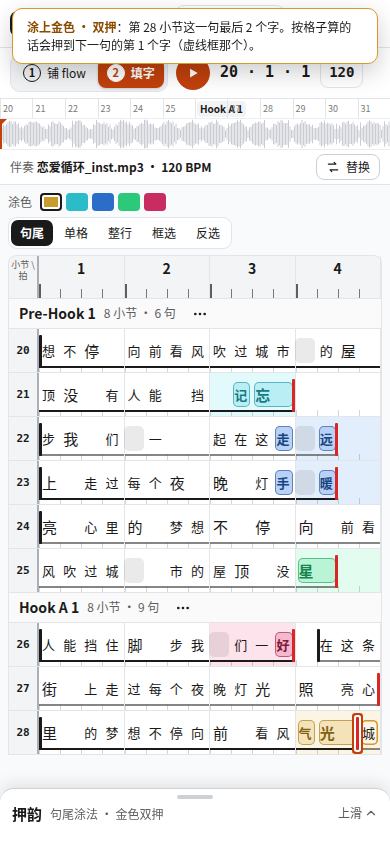 涂上金色 · 双押：第 28 小节这一句最后 2 个字。按格子算的
话会押到下一句的第 1 个字（虚线框那个）。
1 铺 flow
2 填字
20 · 1 · 1
120
20 21 22 23 24 25 Hook A 1 28 29 30 31
伴奏 恋爱循环_inst.mp3 · 120 BPM
替换
涂色
句尾 单格 整行 框选 反选
小节 \ 拍 1 2 3 4
Pre-Hook 1 8 小节 · 6 句 ···
20 想 不 停 向 前 看 风 吹 过 城 市 的 屋
21 顶 没 有 人 能 挡 记 忘
22 步 我 们 一 起 在 这 走 远
23 上 走 过 每 个 夜 晚 灯 手 暖
24 亮 心 里 的 梦 想 不 停 向 前 看
25 风 吹 过 城 市 的 屋 顶 没 星
Hook A 1 8 小节 · 9 句 ···
26 人 能 挡 住 脚 步 我 们 一 好 在 这 条
27 街 上 走 过 每 个 夜 晚 灯 光 照 亮 心
28 里 的 梦 想 不 停 向 前 看 风 气 光 城
押韵 句尾涂法 · 金色双押
上滑